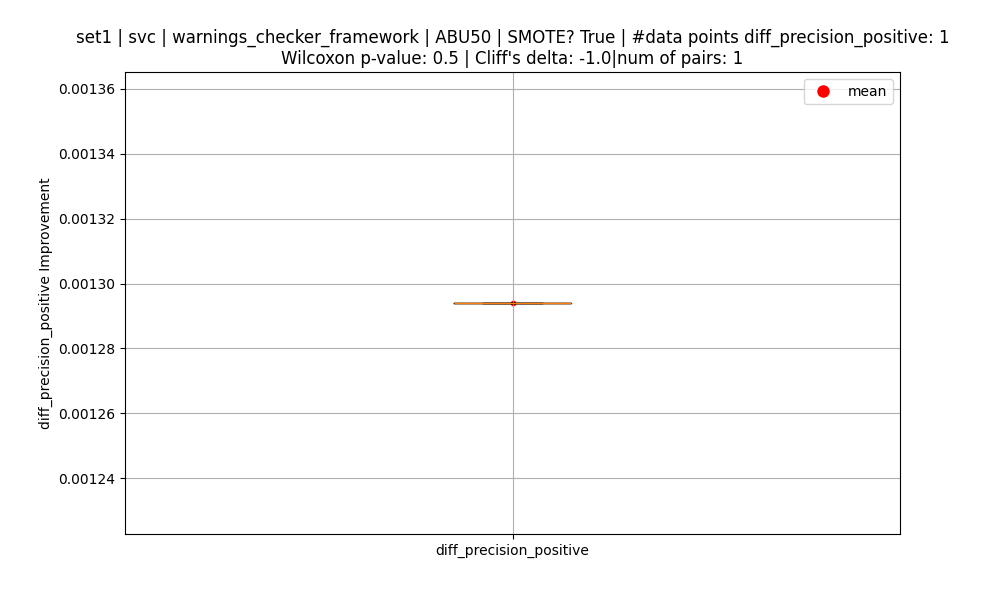 set1 | svc | warnings_checker_framework | ABU50 | SMOTE? True | #data points diff_precision_positive: 1
Wilcoxon p-value: 0.5 | Cliff's delta: -1.0|num of pairs: 1
mean
0.00136
0.00134
0.00132
0.00130
0.00128
0.00126
0.00124
diff_precision_positive Improvement
diff_precision_positive